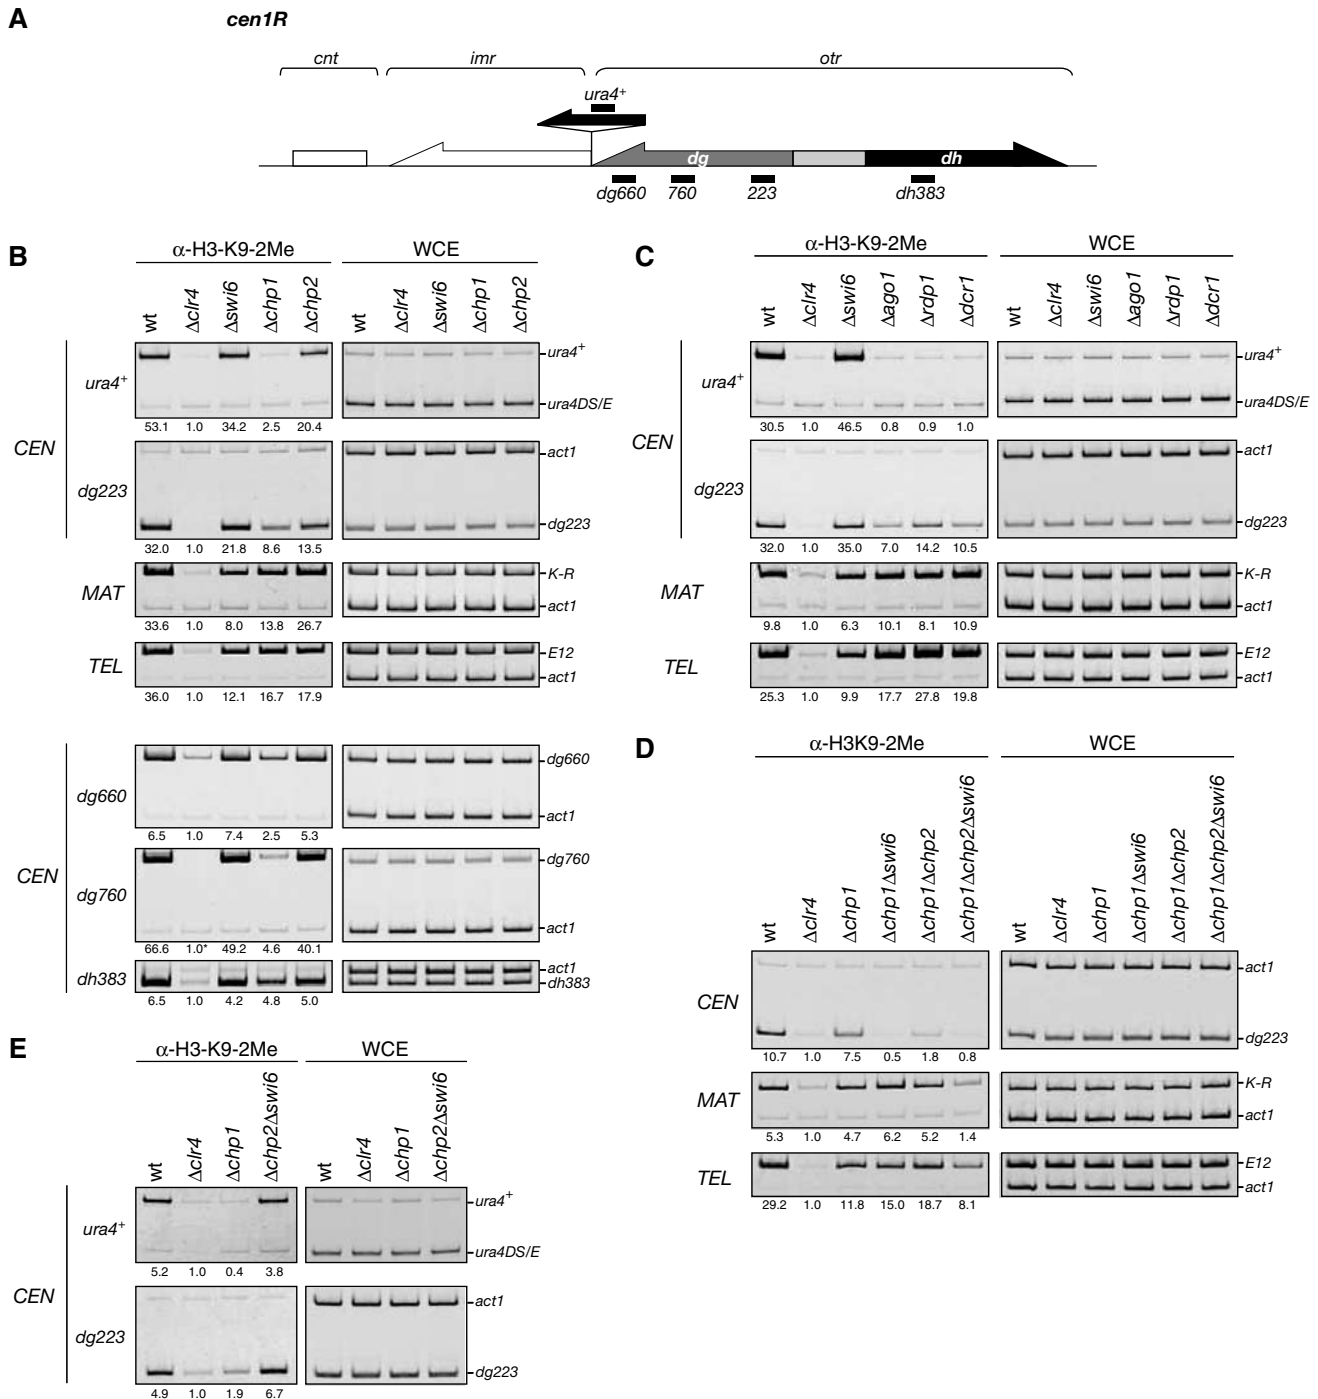 A
cen1R
cnt imr otr
ura4+
dg dh
dg660 760 223 dh383
B
α-H3-K9-2Me WCE
wt Δclr4 Δswi6 Δchp1 Δchp2 wt Δclr4 Δswi6 Δchp1 Δchp2
CEN
ura4+
ura4+
ura4DS/E
53.1 1.0 34.2 2.5 20.4
dg223
act1
dg223
32.0 1.0 21.8 8.6 13.5
MAT
K-R
act1
33.6 1.0 8.0 13.8 26.7
TEL
E12
act1
36.0 1.0 12.1 16.7 17.9
CEN
dg660
dg660
act1
6.5 1.0 7.4 2.5 5.3
dg760
dg760
act1
66.6 1.0* 49.2 4.6 40.1
dh383
act1
dh383
6.5 1.0 4.2 4.8 5.0
C
α-H3-K9-2Me WCE
wt Δclr4 Δswi6 Δago1 Δrdp1 Δdcr1 wt Δclr4 Δswi6 Δago1 Δrdp1 Δdcr1
CEN
ura4+
ura4+
ura4DS/E
30.5 1.0 46.5 0.8 0.9 1.0
dg223
act1
dg223
32.0 1.0 35.0 7.0 14.2 10.5
MAT
K-R
act1
9.8 1.0 6.3 10.1 8.1 10.9
TEL
E12
act1
25.3 1.0 9.9 17.7 27.8 19.8
D
α-H3K9-2Me WCE
wt Δclr4 Δchp1 Δchp1Δswi6 Δchp1Δchp2 Δchp1Δchp2Δswi6 wt Δclr4 Δchp1 Δchp1Δswi6 Δchp1Δchp2 Δchp1Δchp2Δswi6
CEN
act1
dg223
10.7 1.0 7.5 0.5 1.8 0.8
MAT
K-R
act1
5.3 1.0 4.7 6.2 5.2 1.4
TEL
E12
act1
29.2 1.0 11.8 15.0 18.7 8.1
E
α-H3-K9-2Me WCE
wt Δclr4 Δchp1 Δchp2Δswi6 wt Δclr4 Δchp1 Δchp2Δswi6
CEN
ura4+
ura4+
ura4DS/E
5.2 1.0 0.4 3.8
dg223
act1
dg223
4.9 1.0 1.9 6.7